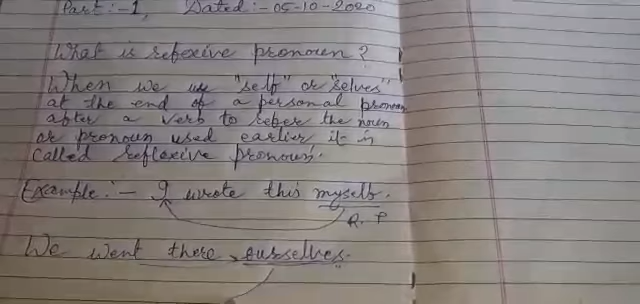 Part:-1, Dated:-05-10-2020
What is refexive pronoun?
When we use "self" or "selves"
at the end of a personal pronoun
after a verb to refer the noun
or pronoun used earlier it is
called reflexive pronoun.
Example:- I wrote this myself.
R.P
We went there ourselves.